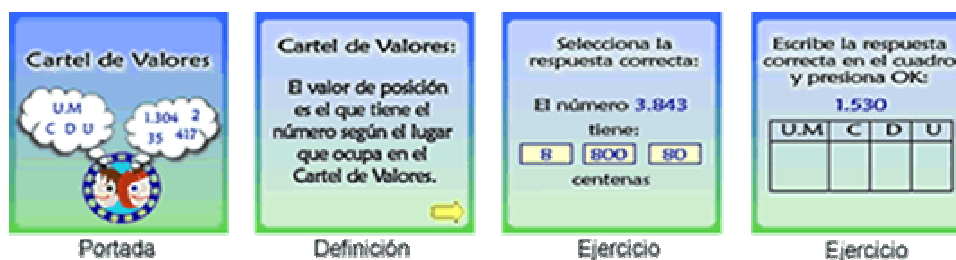 Cartel de Valores
U.M
C D U
1.304 2
35 417
Portada
Cartel de Valores:
El valor de posición
es el que tiene el
número según el lugar
que ocupa en el
Cartel de Valores.
Definición
Selecciona la
respuesta correcta:
El número 3.843
tiene:
8 800 80
centenas
Ejercicio
Escribe la respuesta
correcta en el cuadro
y presiona OK:
1.530
U.M C D U
Ejercicio